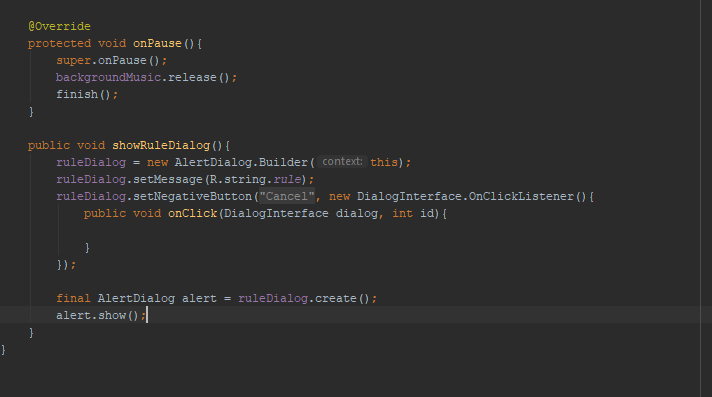 @Override
protected void onPause(){
super.onPause();
backgroundMusic.release();
finish();
}
public void showRuleDialog(){
ruleDialog = new AlertDialog.Builder( context: this);
ruleDialog.setMessage(R.string.rule);
ruleDialog.setNegativeButton("Cancel", new DialogInterface.OnClickListener(){
public void onClick(DialogInterface dialog, int id){
}
});
final AlertDialog alert = ruleDialog.create();
alert.show();
}
}